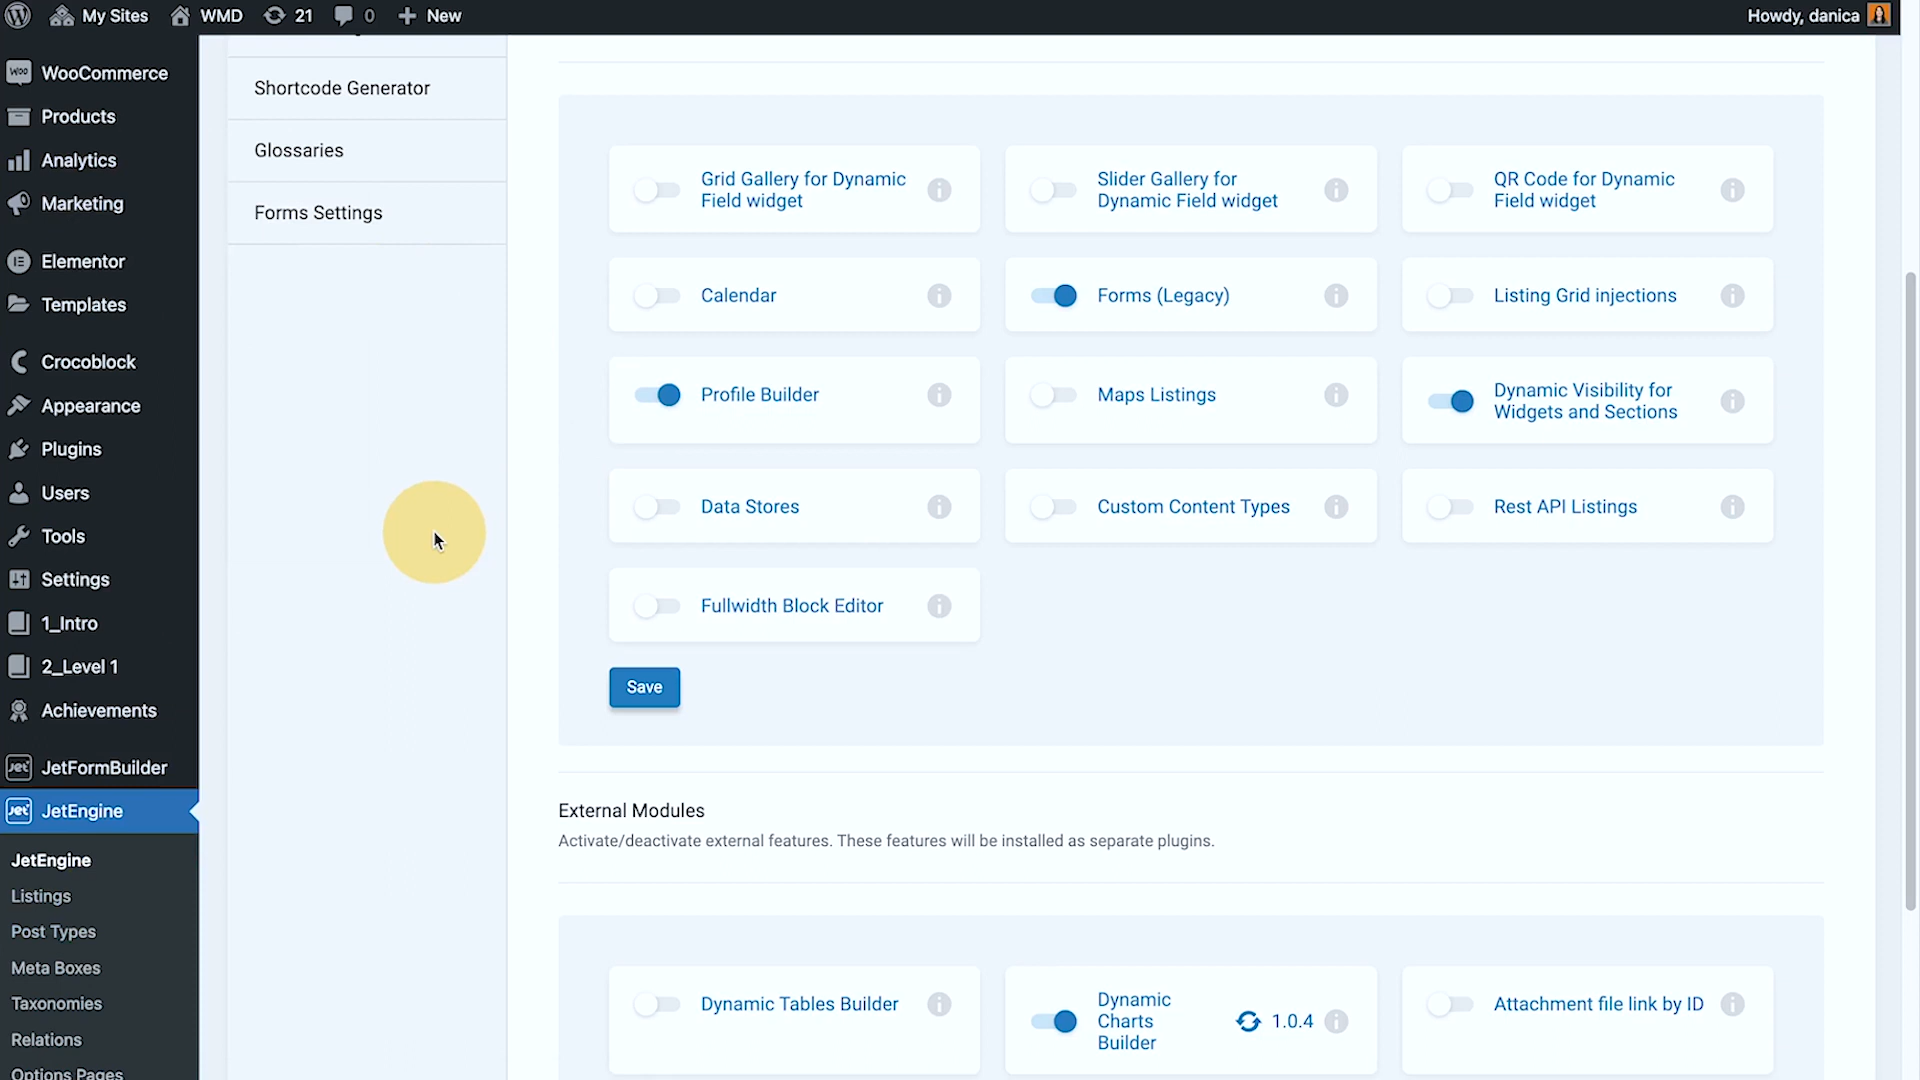 My Sites
WMD
21
0
New
Howdy, danica
WooCommerce
Products
Analytics
Marketing
Elementor
Templates
Crocoblock
Appearance
Plugins
Users
Tools
Settings
1_Intro
2_Level 1
Achievements
JetFormBuilder
JetEngine
JetEngine
Listings
Post Types
Meta Boxes
Taxonomies
Relations
Options Pages
Shortcode Generator
Glossaries
Forms Settings
Grid Gallery for Dynamic
Field widget
Slider Gallery for
Dynamic Field widget
QR Code for Dynamic
Field widget
Calendar
Forms (Legacy)
Listing Grid injections
Profile Builder
Maps Listings
Dynamic Visibility for
Widgets and Sections
Data Stores
Custom Content Types
Rest API Listings
Fullwidth Block Editor
Save
External Modules
Activate/deactivate external features. These features will be installed as separate plugins.
Dynamic Tables Builder
Dynamic
Charts
Builder
1.0.4
Attachment file link by ID